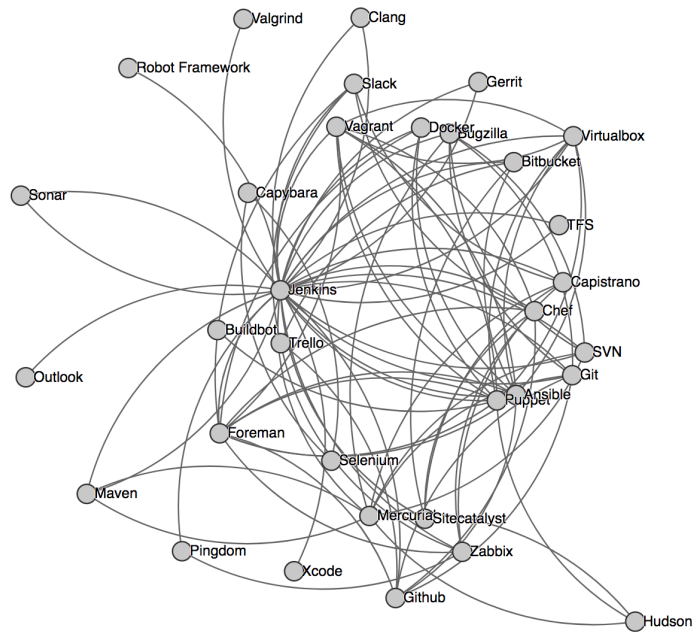 Valgrind
Clang
Robot Framework
Slack
Gerrit
Vagrant
Docker
Bugzilla
Virtualbox
Bitbucket
Sonar
Capybara
TFS
Jenkins
Capistrano
Chef
Buildbot
Trello
SVN
Outlook
Git
Ansible
Puppet
Foreman
Selenium
Maven
Mercurial
Sitecatalyst
Pingdom
Zabbix
Xcode
Github
Hudson